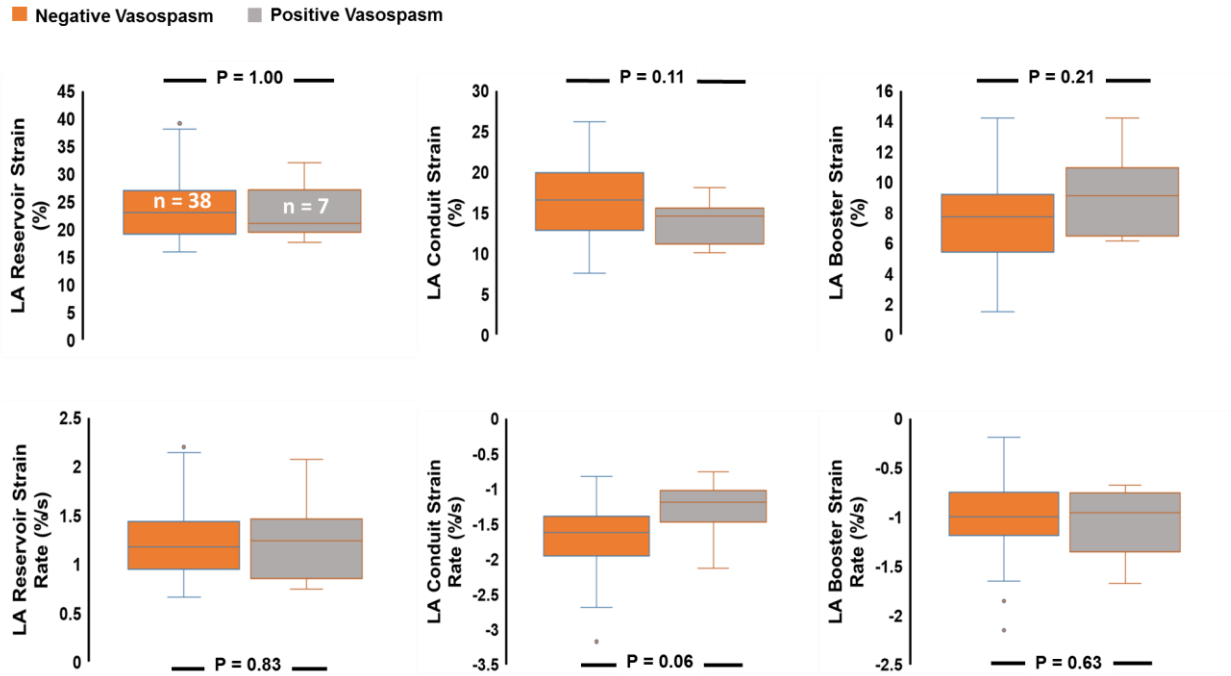 Negative Vasospasm
Positive Vasospasm
P = 1.00
LA Reservoir Strain
(%)
45
40
35
30
25
20
15
10
5
0
n = 38
n = 7
P = 0.11
LA Conduit Strain
(%)
30
25
20
15
10
5
0
P = 0.21
LA Booster Strain
(%)
16
14
12
10
8
6
4
2
0
LA Reservoir Strain
Rate (%/s)
2.5
2
1.5
1
0.5
0
P = 0.83
LA Conduit Strain
Rate (%/s)
0
-0.5
-1
-1.5
-2
-2.5
-3
-3.5
P = 0.06
LA Booster Strain
Rate (%/s)
0
-0.5
-1
-1.5
-2
-2.5
P = 0.63